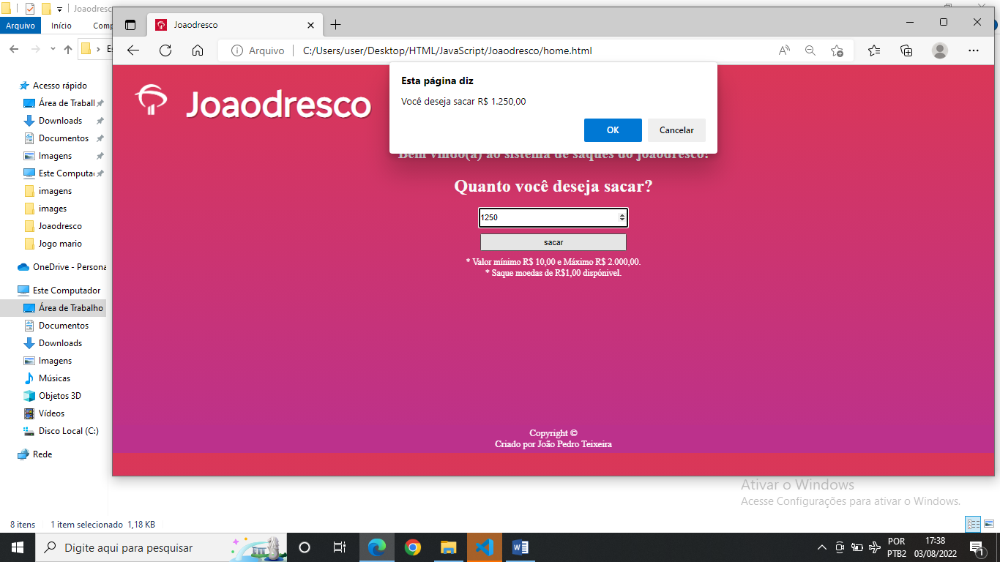 Joaodresc
Arquivo
Início
Comp
Joaodresco
Arquivo
C:/Users/user/Desktop/HTML/JavaScript/Joaodresco/home.html
Acesso rápido
Área de Traball
Downloads
Documentos
Imagens
Este Computa
imagens
images
Joaodresco
Jogo mario
OneDrive - Persona
Este Computador
Área de Trabalho
Documentos
Downloads
Imagens
Músicas
Objetos 3D
Vídeos
Disco Local (C:)
Rede
Joaodresco
Esta página diz
Você deseja sacar R$ 1.250,00
OK
Cancelar
Bem vindo(a) ao sistema de saques do joaodresco!
Quanto você deseja sacar?
1250
sacar
* Valor mínimo R$ 10,00 e Máximo R$ 2.000,00.
* Saque moedas de R$1,00 dispónivel.
Copyright ©
Criado por João Pedro Teixeira
Ativar o Windows
Acesse Configurações para ativar o Windows.
8 itens
1 item selecionado 1,18 KB
Digite aqui para pesquisar
POR
PTB2
17:38
03/08/2022
1